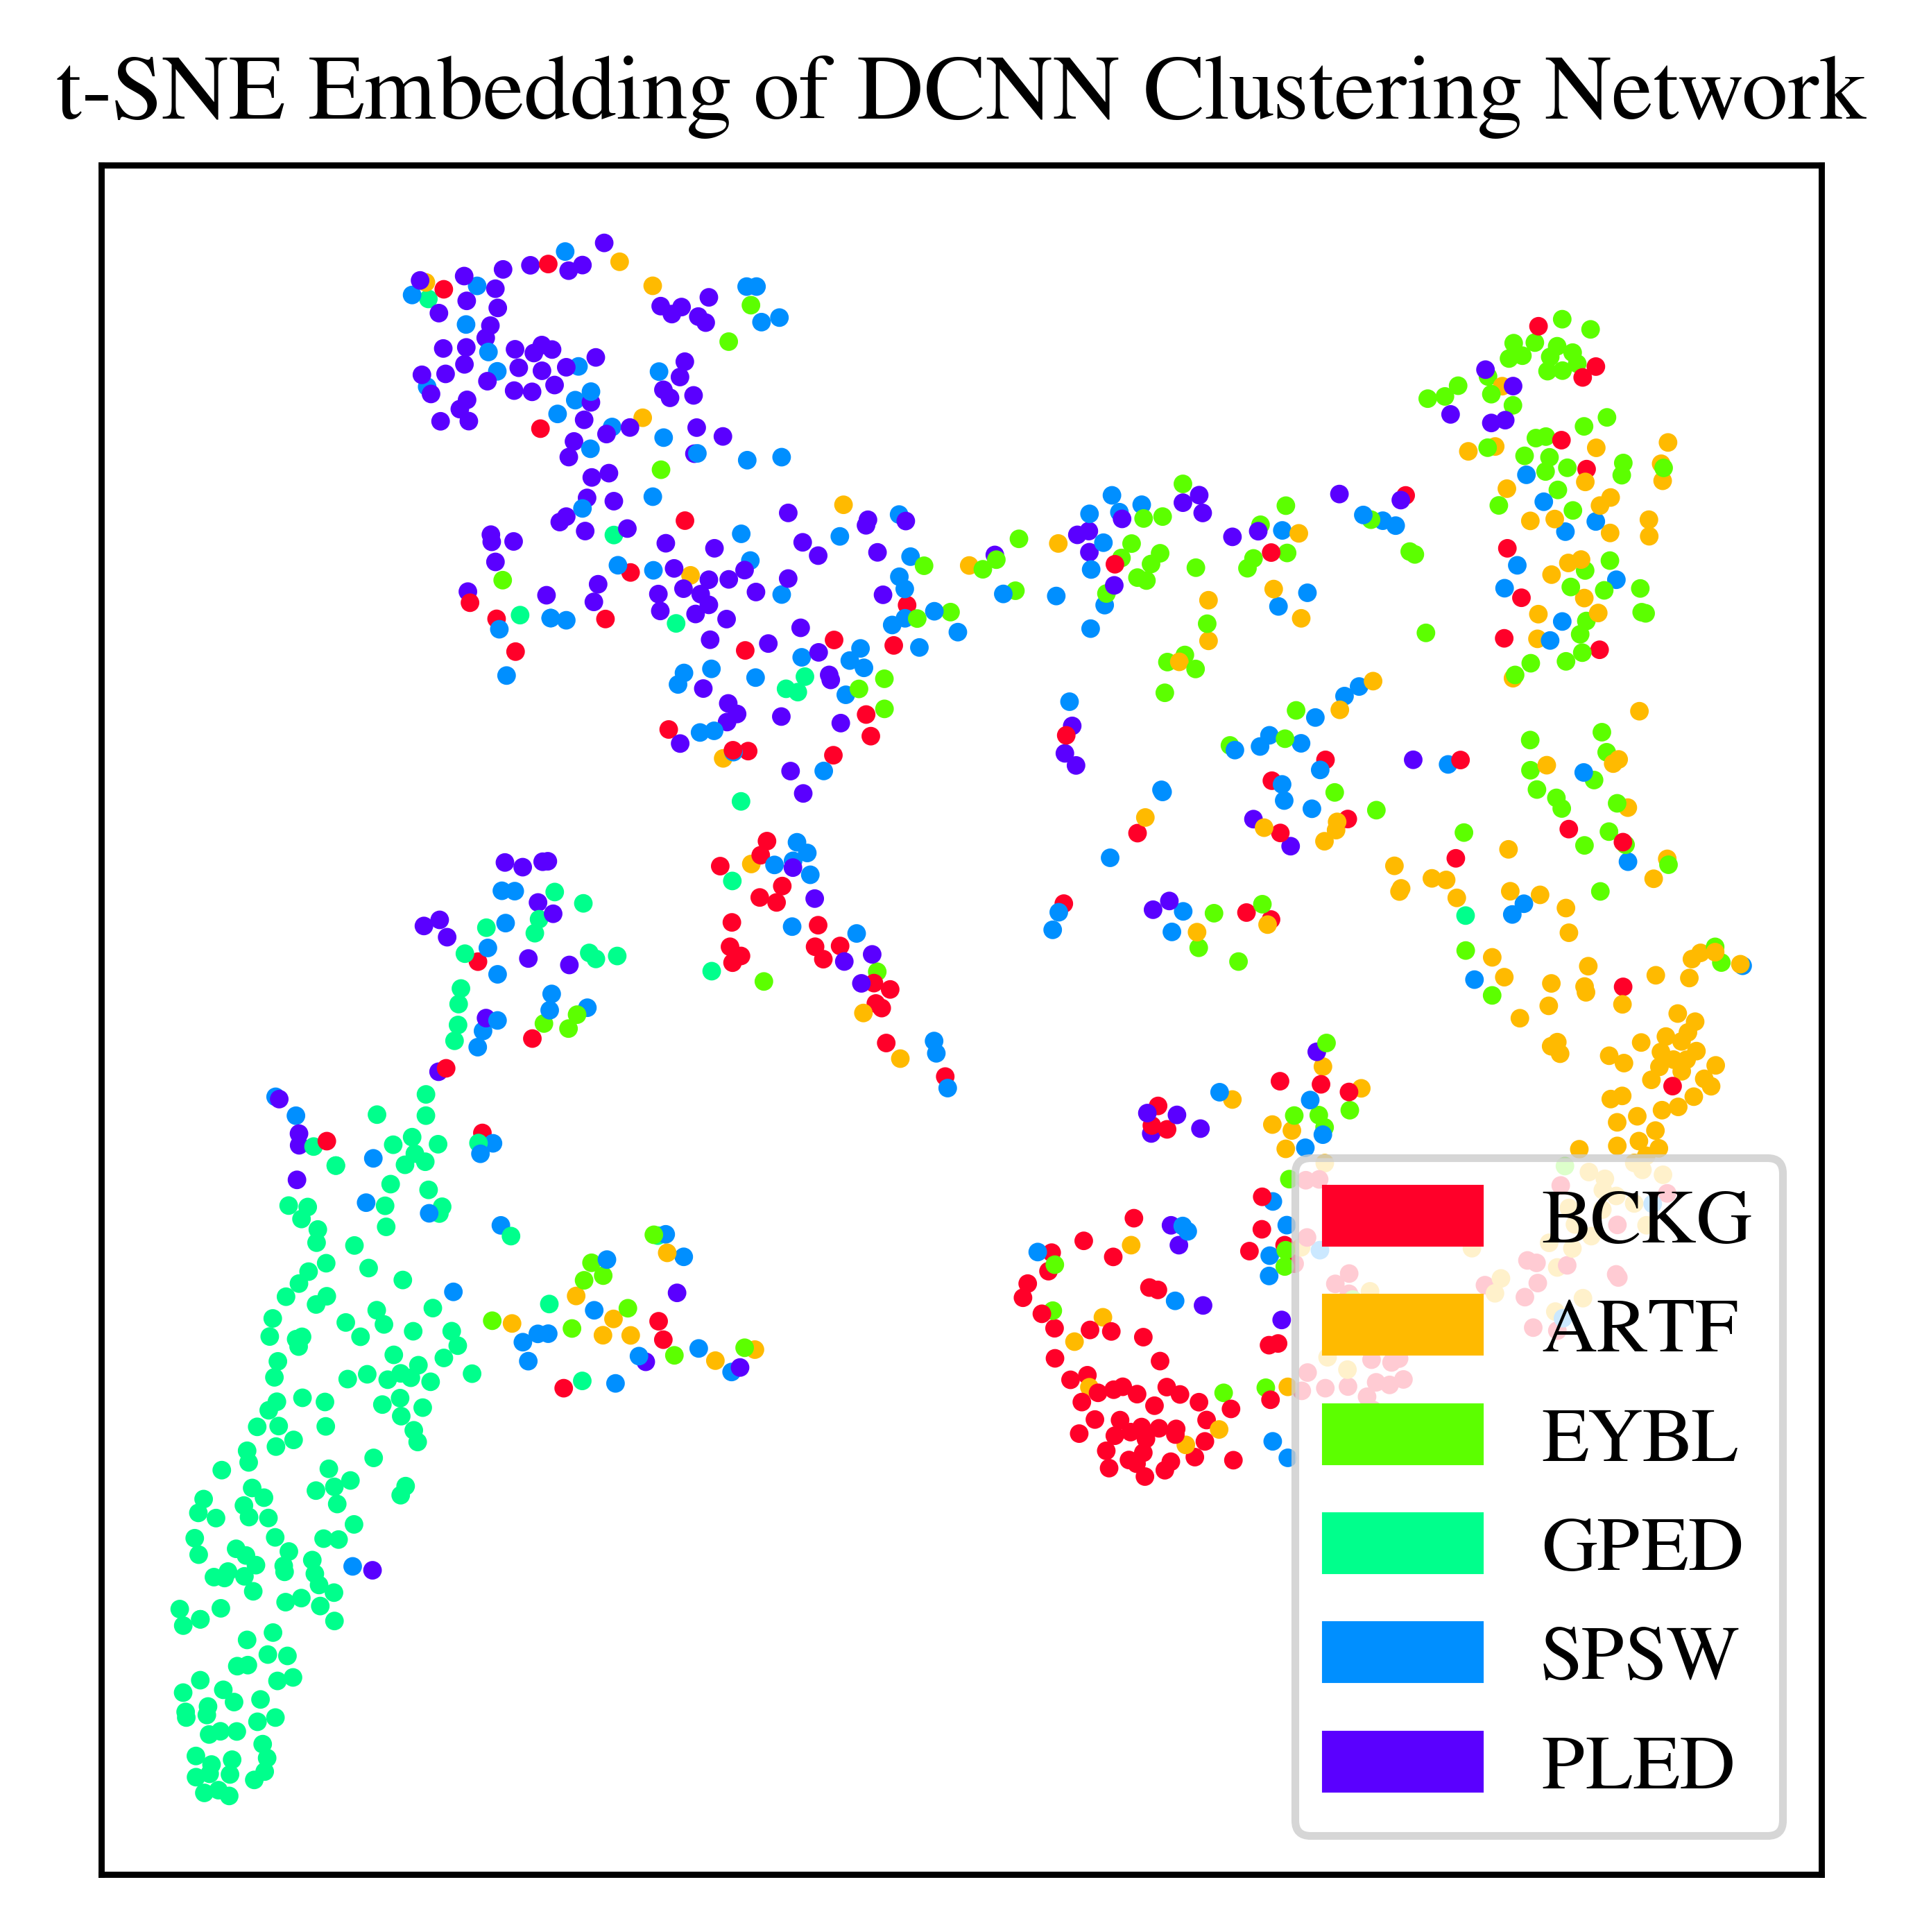 t-SNE Embedding of DCNN Clustering Network
BCKG
ARTF
EYBL
GPED
SPSW
PLED